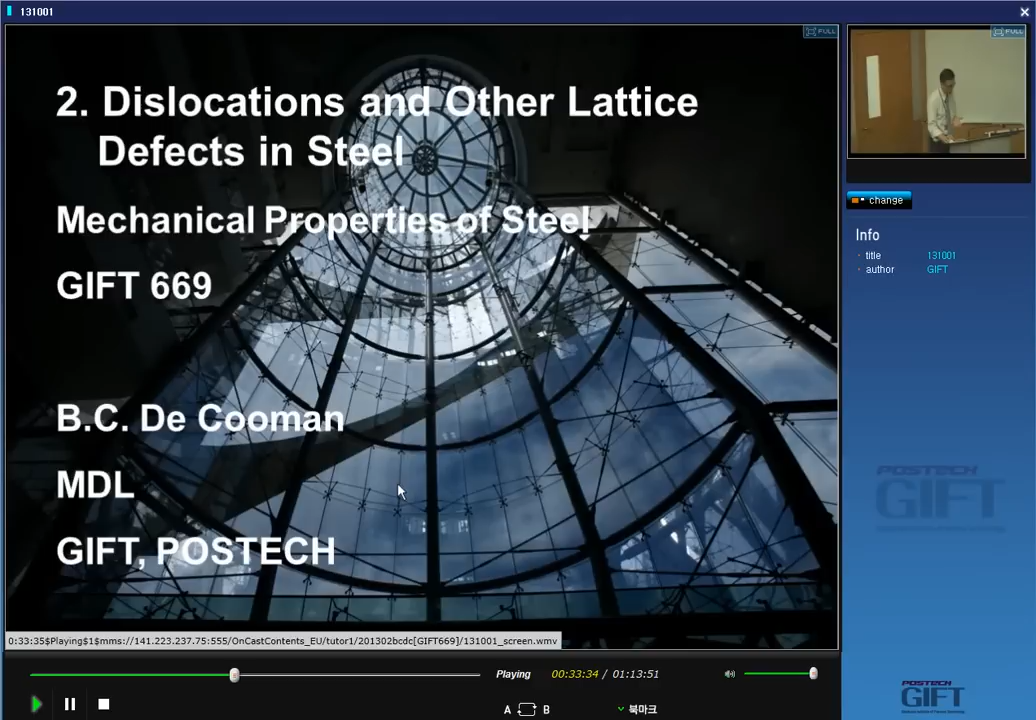 131001
FULL
FULL
2. Dislocations and Other Lattice
Defects in Steel
Mechanical Properties of Steel
GIFT 669
B.C. De Cooman
MDL
GIFT, POSTECH
change
Info
title 131001
author GIFT
POSTECH
GIFT
0:33:35$Playing$1$mms://141.223.237.75:555/OnCastContents_EU/tutor1/201302bcdc[GIFT669]/131001_screen.wmv
Playing 00:33:34 / 01:13:51
A B 북마크
POSTECH
GIFT